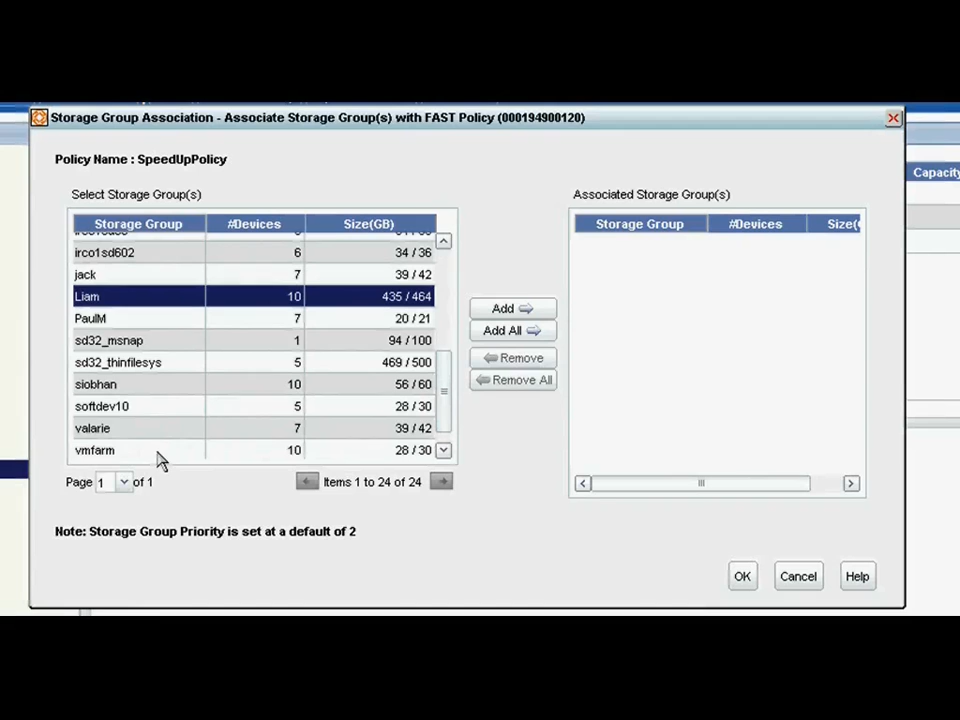 Storage Group Association - Associate Storage Group(s) with FAST Policy (000194900120)
Capacity
Policy Name : SpeedUpPolicy
Select Storage Group(s)
Associated Storage Group(s)
Storage Group #Devices Size(GB)
Storage Group #Devices Size(
irco1sd602 6 34 / 36
jack 7 39 / 42
Liam 10 435 / 464
PaulM 7 20 / 21
sd32_msnap 1 94 / 100
sd32_thinfilesys 5 469 / 500
siobhan 10 56 / 60
softdev10 5 28 / 30
valarie 7 39 / 42
vmfarm 10 28 / 30
Add
Add All
Remove
Remove All
Page 1 of 1
Items 1 to 24 of 24
Note: Storage Group Priority is set at a default of 2
OK Cancel Help